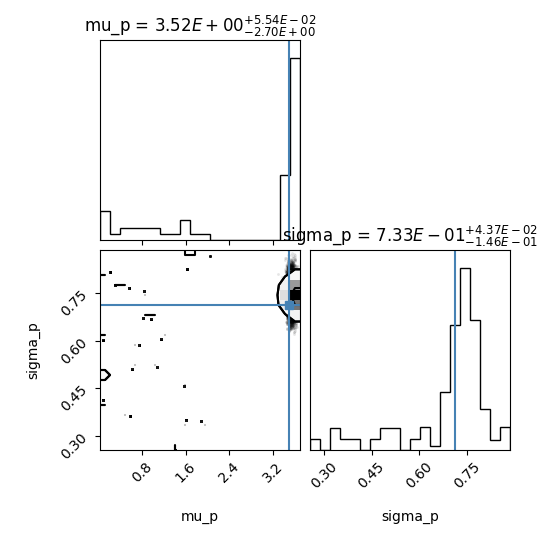 mu_p = 3.52E + 00 +5.54E − 02 −2.70E + 00
sigma_p = 7.33E − 01 +4.37E − 02 −1.46E − 01
sigma_p
0.75
0.60
0.45
0.30
0.8 1.6 2.4 3.2
0.30 0.45 0.60 0.75
mu_p
sigma_p